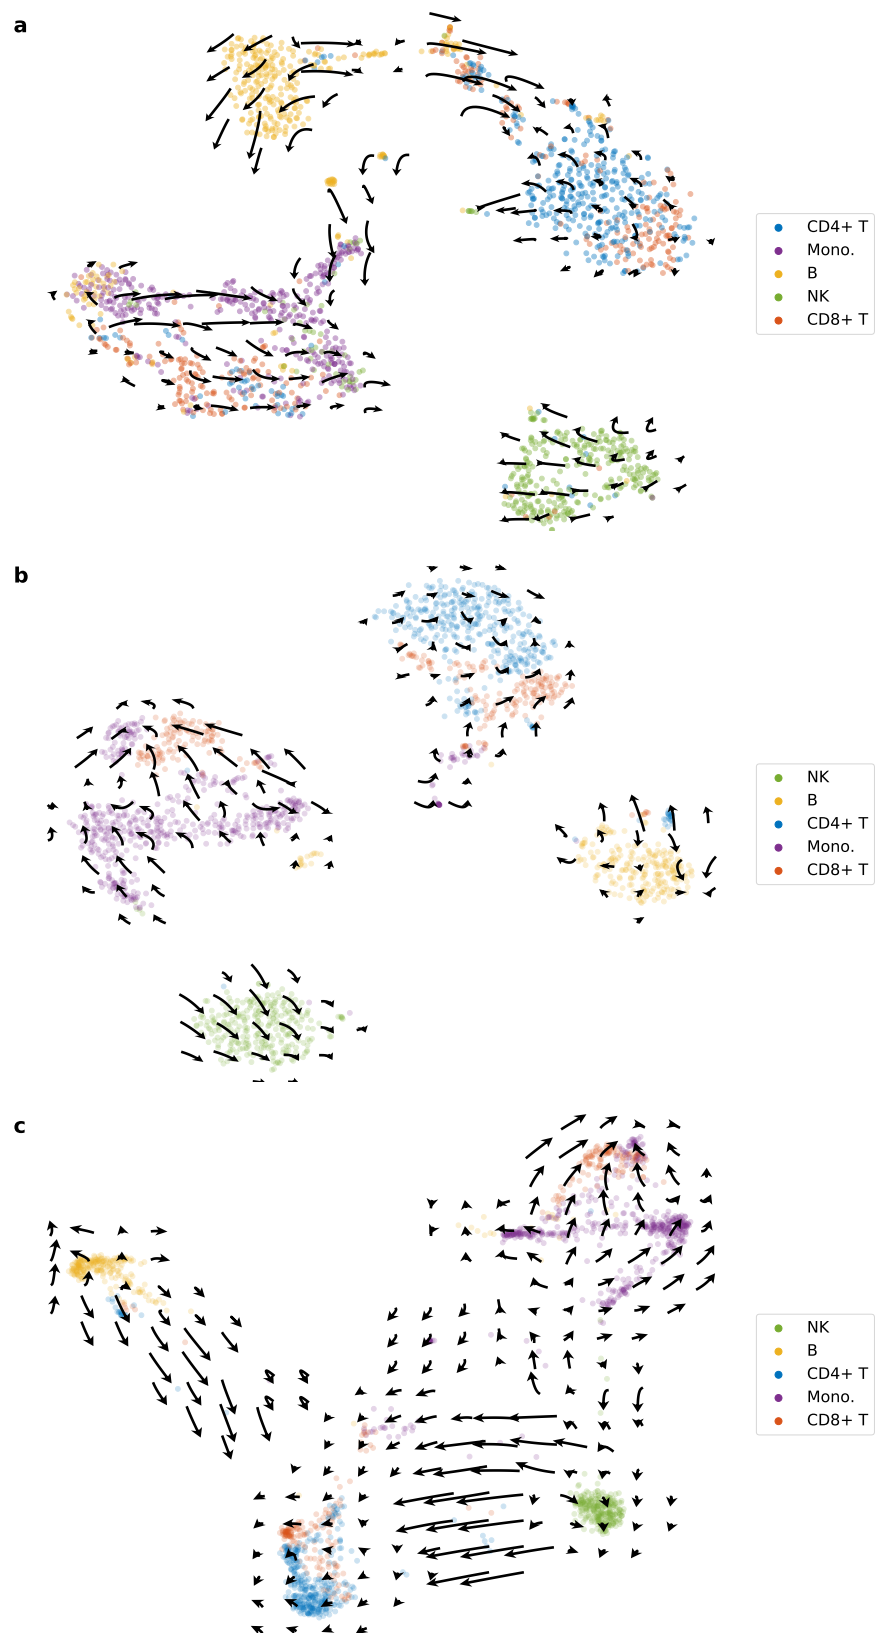 a
CD4+ T
Mono.
B
NK
CD8+ T
b
NK
B
CD4+ T
Mono.
CD8+ T
c
NK
B
CD4+ T
Mono.
CD8+ T